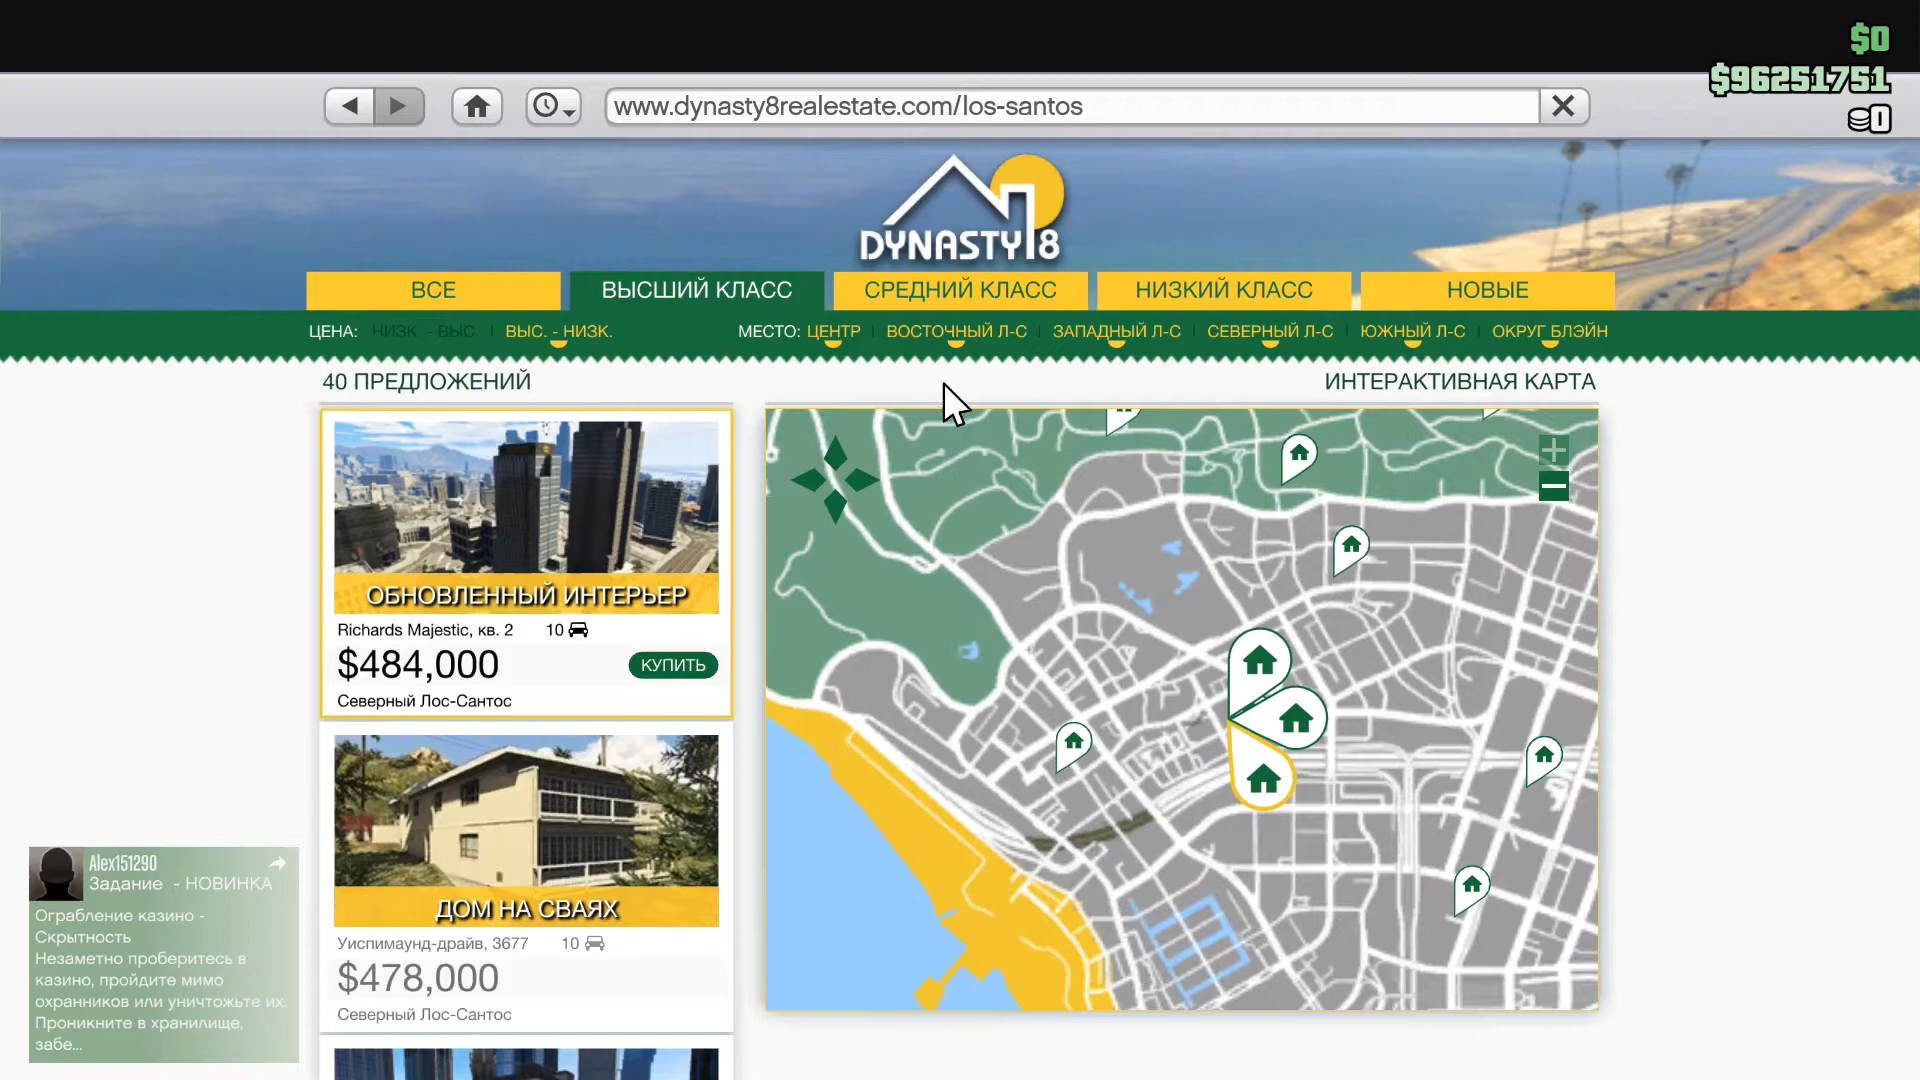 $0
$96251751
1
www.dynasty8realestate.com/los-santos
DYNASTY 8
ВСЕ
ВЫСШИЙ КЛАСС
СРЕДНИЙ КЛАСС
НИЗКИЙ КЛАСС
НОВЫЕ
ЦЕНА: НИЗК. - ВЫС. | ВЫС. - НИЗК.
МЕСТО: ЦЕНТР | ВОСТОЧНЫЙ Л-С | ЗАПАДНЫЙ Л-С | СЕВЕРНЫЙ Л-С | ЮЖНЫЙ Л-С | ОКРУГ БЛЭЙН
40 ПРЕДЛОЖЕНИЙ
ИНТЕРАКТИВНАЯ КАРТА
ОБНОВЛЕННЫЙ ИНТЕРЬЕР
Richards Majestic, кв. 2 10
$484,000
КУПИТЬ
Северный Лос-Сантос
ДОМ НА СВАЯХ
Уиспимаунд-драйв, 3677 10
$478,000
Северный Лос-Сантос
Alex151290
Задание - НОВИНКА
Ограбление казино -
Скрытность
Незаметно проберитесь в
казино, пройдите мимо
охранников или уничтожьте их.
Проникните в хранилище,
забе...